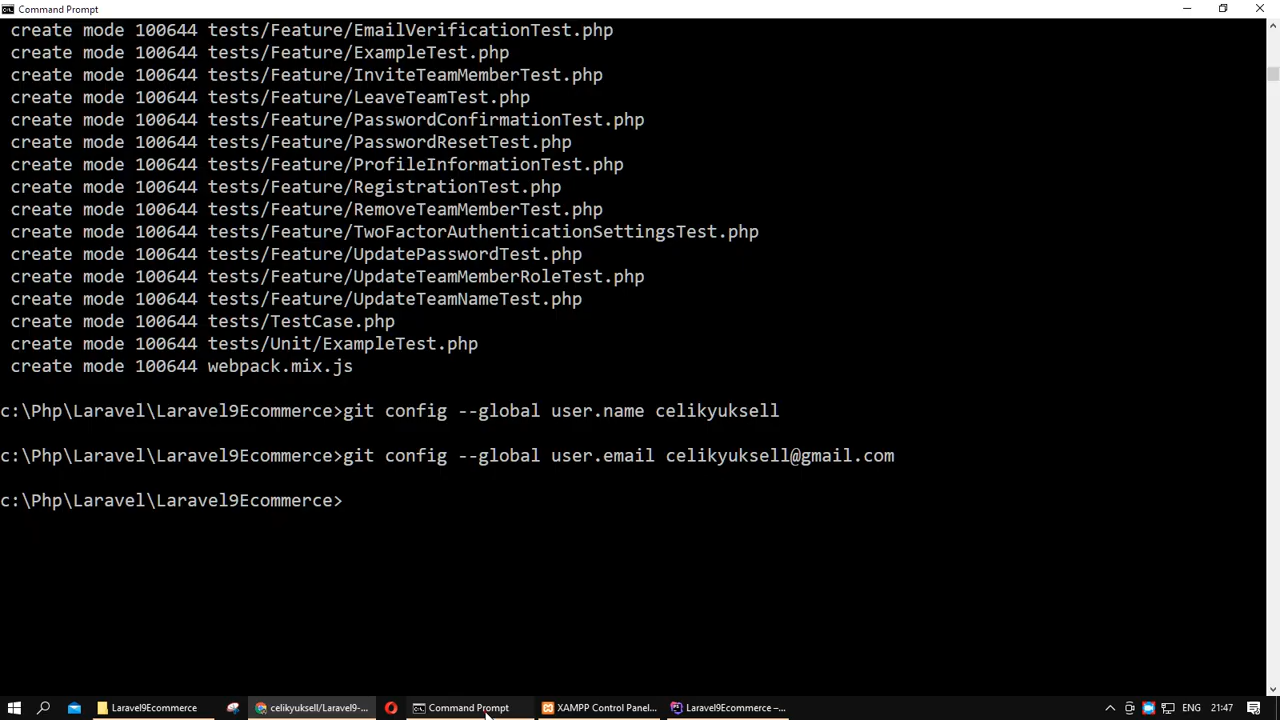 Command Prompt
create mode 100644 tests/Feature/EmailVerificationTest.php
create mode 100644 tests/Feature/ExampleTest.php
create mode 100644 tests/Feature/InviteTeamMemberTest.php
create mode 100644 tests/Feature/LeaveTeamTest.php
create mode 100644 tests/Feature/PasswordConfirmationTest.php
create mode 100644 tests/Feature/PasswordResetTest.php
create mode 100644 tests/Feature/ProfileInformationTest.php
create mode 100644 tests/Feature/RegistrationTest.php
create mode 100644 tests/Feature/RemoveTeamMemberTest.php
create mode 100644 tests/Feature/TwoFactorAuthenticationSettingsTest.php
create mode 100644 tests/Feature/UpdatePasswordTest.php
create mode 100644 tests/Feature/UpdateTeamMemberRoleTest.php
create mode 100644 tests/Feature/UpdateTeamNameTest.php
create mode 100644 tests/TestCase.php
create mode 100644 tests/Unit/ExampleTest.php
create mode 100644 webpack.mix.js
c:\Php\Laravel\Laravel9Ecommerce>git config --global user.name celikyuksell
c:\Php\Laravel\Laravel9Ecommerce>git config --global user.email celikyuksell@gmail.com
c:\Php\Laravel\Laravel9Ecommerce>
Laravel9Ecommerce celikyuksell/Laravel9-... Command Prompt XAMPP Control Panel... Laravel9Ecommerce –... ENG 21:47